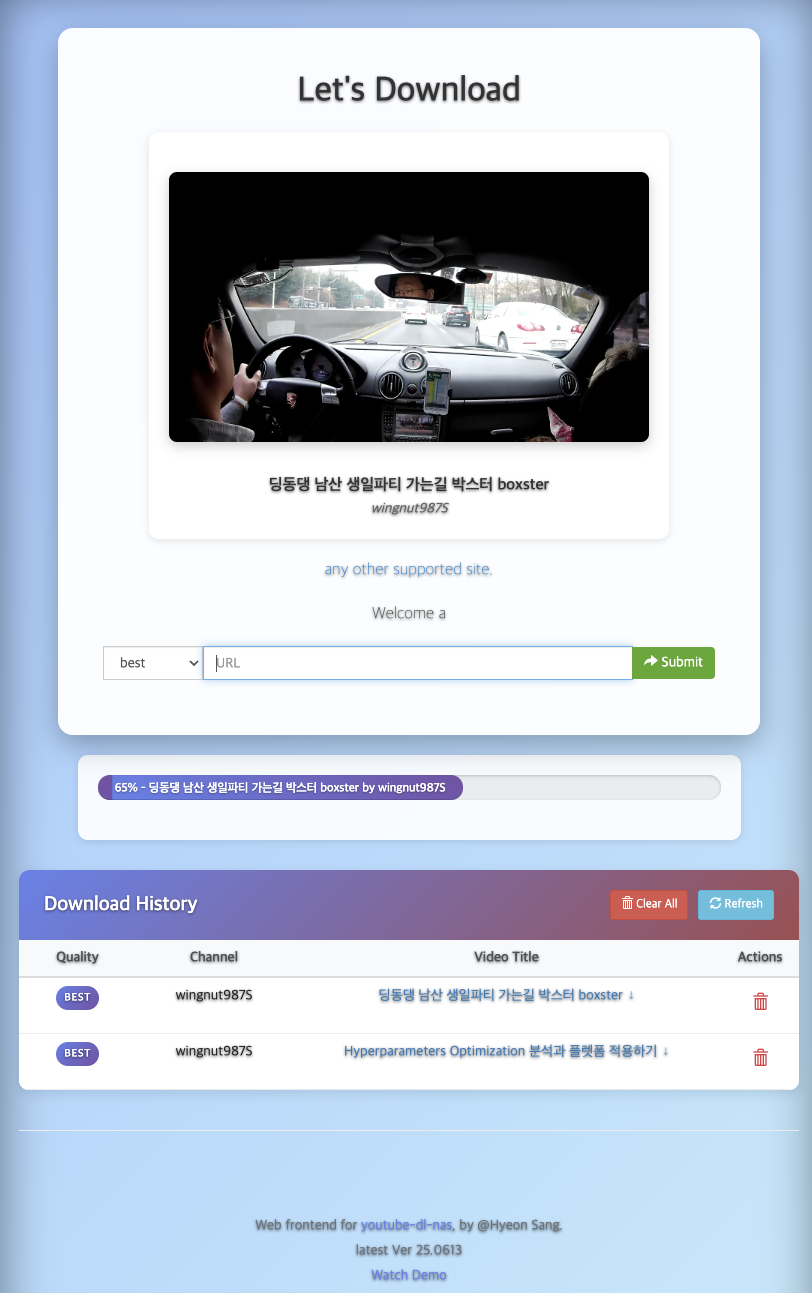 Let's Download
딩동댕 남산 생일파티 가는길 박스터 boxster
wingnut987S
any other supported site.
Welcome a
best
URL
Submit
65% - 딩동댕 남산 생일파티 가는길 박스터 boxster by wingnut987S
Download History
Clear All
Refresh
Quality Channel Video Title Actions
BEST wingnut987S 딩동댕 남산 생일파티 가는길 박스터 boxster ↓
BEST wingnut987S Hyperparameters Optimization 분석과 플렛폼 적용하기 ↓
Web frontend for youtube-dl-nas, by @Hyeon Sang.
latest Ver 25.0613
Watch Demo